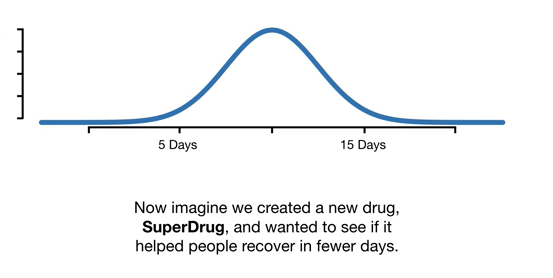 5 Days
15 Days
Now imagine we created a new drug,
SuperDrug, and wanted to see if it
helped people recover in fewer days.